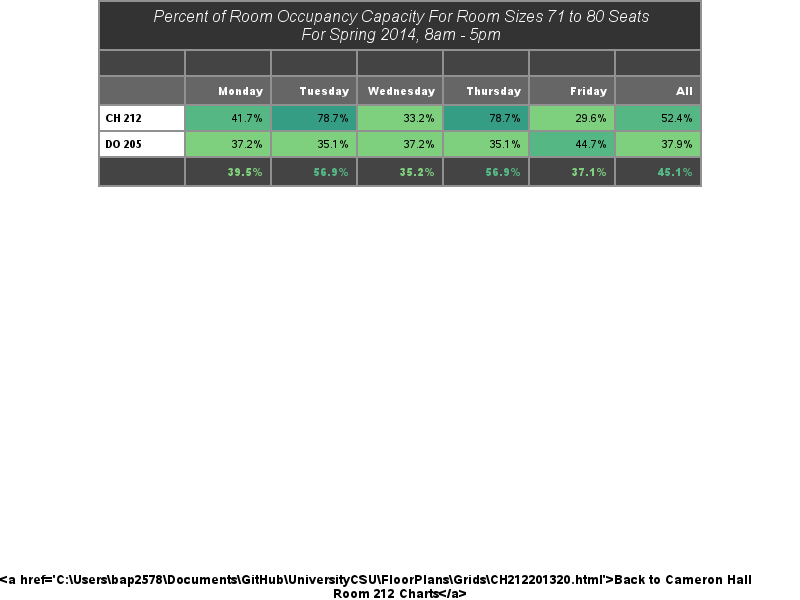 Percent of Room Occupancy Capacity For Room Sizes 71 to 80 Seats
For Spring 2014, 8am - 5pm
Monday Tuesday Wednesday Thursday Friday All
CH 212 41.7% 78.7% 33.2% 78.7% 29.6% 52.4%
DO 205 37.2% 35.1% 37.2% 35.1% 44.7% 37.9%
39.5% 56.9% 35.2% 56.9% 37.1% 45.1%
<a href='C:\Users\bap2578\Documents\GitHub\UniversityCSU\FloorPlans\Grids\CH212201320.html'>Back to Cameron Hall
Room 212 Charts</a>